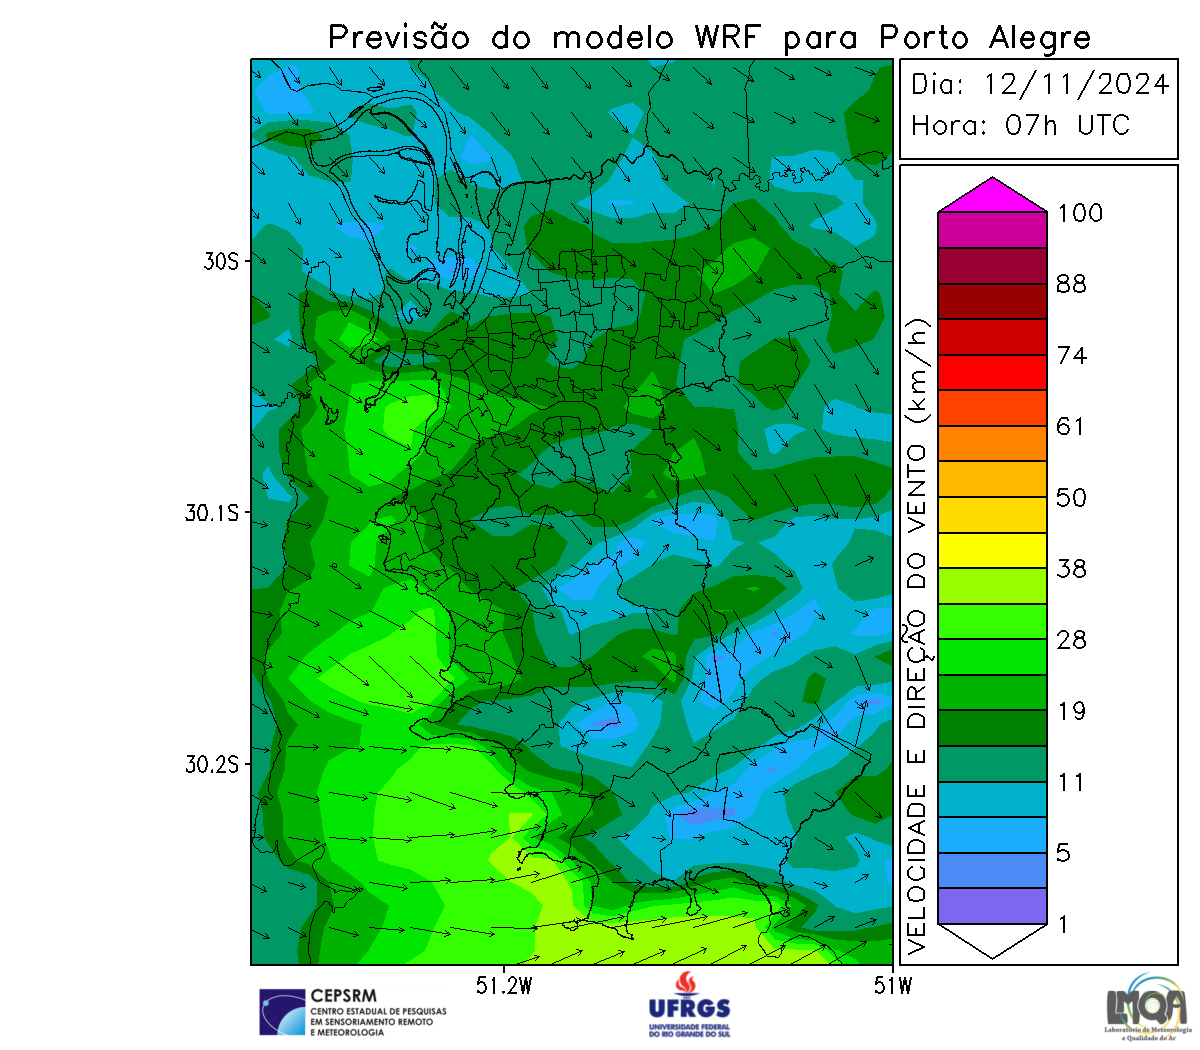 Previsão do modelo WRF para Porto Alegre
Dia: 12/11/2024
Hora: 07h UTC
30S
30.1S
30.2S
51.2W
51W
VELOCIDADE E DIREÇÃO DO VENTO (km/h)
100
88
74
61
50
38
28
19
11
5
1
CEPSRM
CENTRO ESTADUAL DE PESQUISAS
EM SENSORIAMENTO REMOTO
E METEOROLOGIA
UFRGS
UNIVERSIDADE FEDERAL
DO RIO GRANDE DO SUL
LMQA
Laboratório de Meteorologia
e Qualidade do Ar